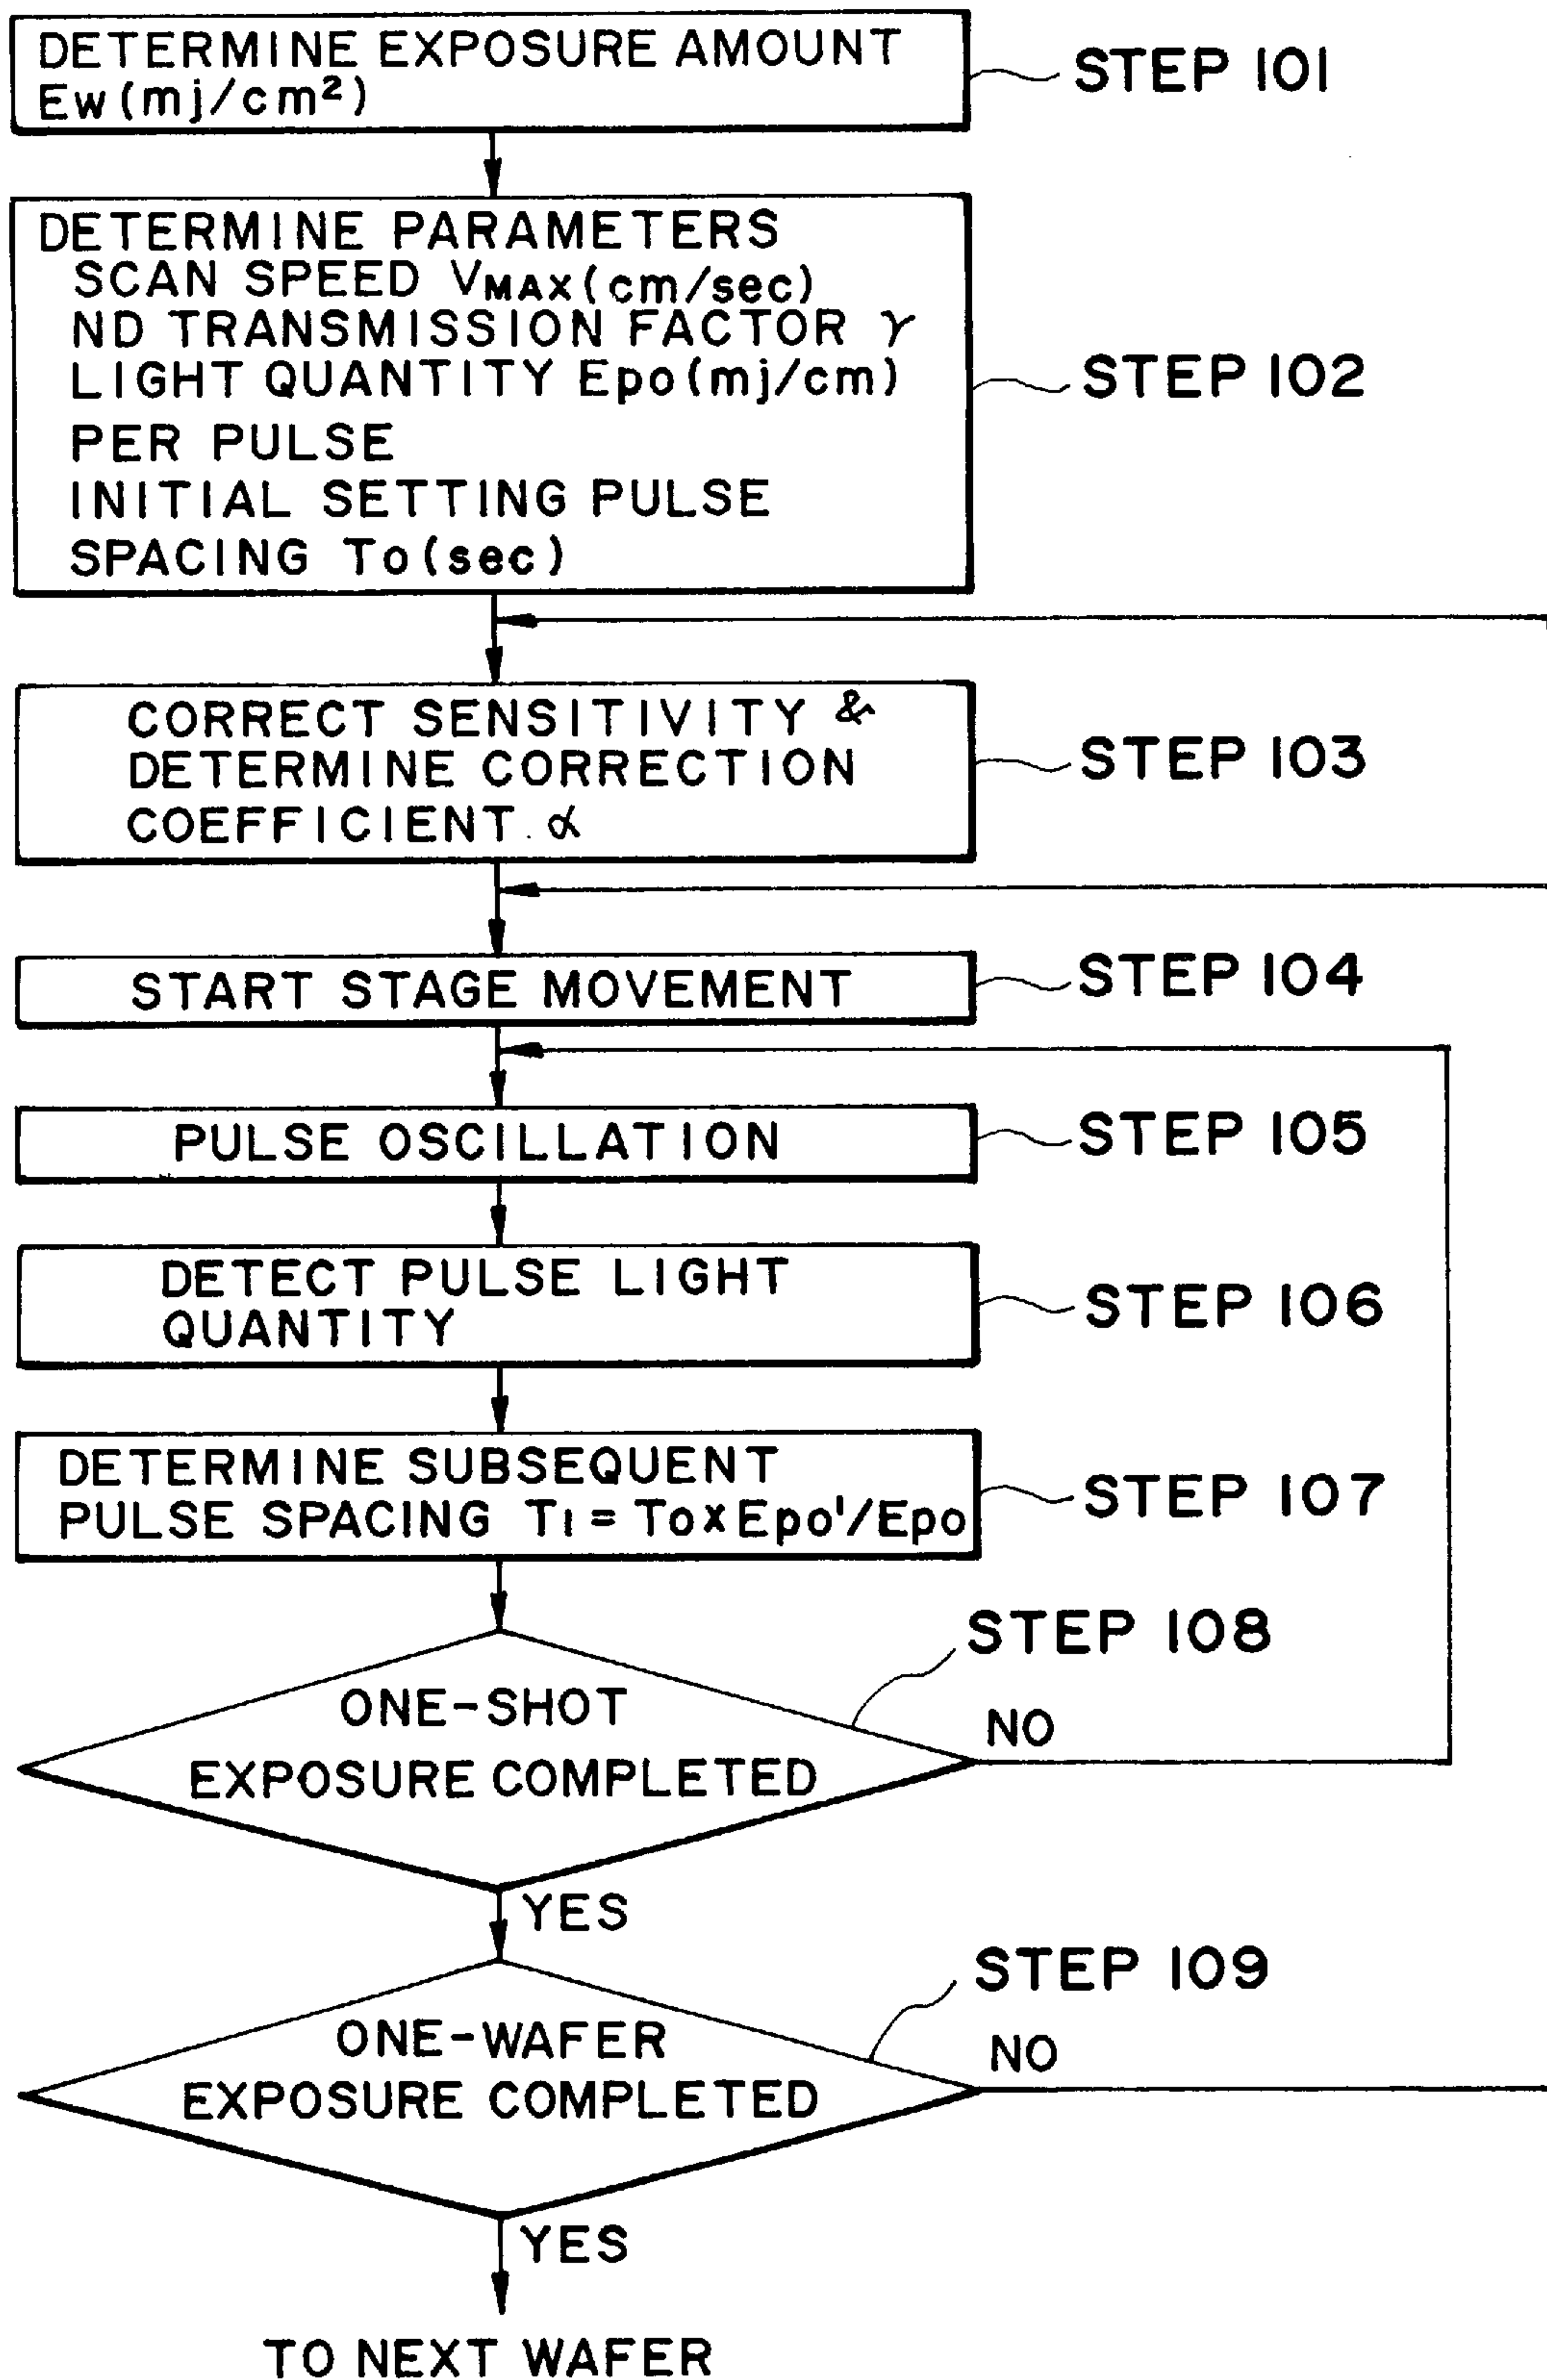 DETERMINE EXPOSURE AMOUNT
Ew(mj/cm²)
STEP 101
DETERMINE PARAMETERS
SCAN SPEED VMAX(cm/sec)
ND TRANSMISSION FACTOR γ
LIGHT QUANTITY Epo(mj/cm)
PER PULSE
INITIAL SETTING PULSE
SPACING To(sec)
STEP 102
CORRECT SENSITIVITY &
DETERMINE CORRECTION
COEFFICIENT α
STEP 103
START STAGE MOVEMENT
STEP 104
PULSE OSCILLATION
STEP 105
DETECT PULSE LIGHT
QUANTITY
STEP 106
DETERMINE SUBSEQUENT
PULSE SPACING T1=To×Epo'/Epo
STEP 107
STEP 108
ONE-SHOT
EXPOSURE COMPLETED
NO
YES
STEP 109
ONE-WAFER
EXPOSURE COMPLETED
NO
YES
TO NEXT WAFER